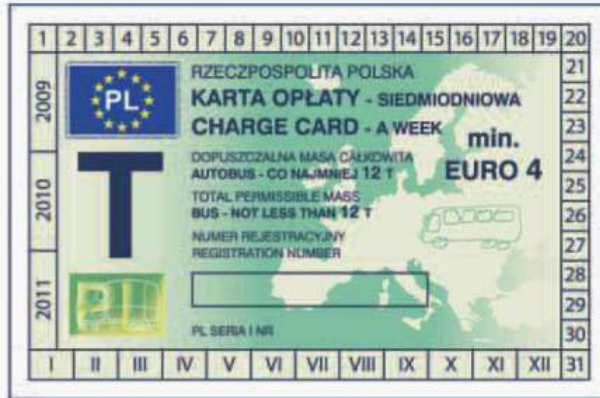 1 2 3 4 5 6 7 8 9 10 11 12 13 14 15 16 17 18 19 20
21
22
23
24
25
26
27
28
29
30
31
2009
2010
2011
PL
RZECZPOSPOLITA POLSKA
KARTA OPŁATY - SIEDMIODNIOWA
CHARGE CARD - A WEEK
min.
EURO 4
T
DOPUSZCZALNA MASA CAŁKOWITA
AUTOBUS - CO NAJMNIEJ 12 T
TOTAL PERMISSIBLE MASS
BUS - NOT LESS THAN 12 T
NUMER REJESTRACYJNY
REGISTRATION NUMBER
PL SERIA I NR
I II III IV V VI VII VIII IX X XI XII